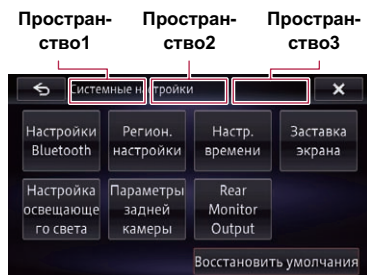 Простран-
ство1
Простран-
ство2
Простран-
ство3
Системные настройки
Настройки
Bluetooth
Регион.
настройки
Настр.
времени
Заставка
экрана
Настройка
освещающе
го света
Параметры
задней
камеры
Rear
Monitor
Output
Восстановить умолчания